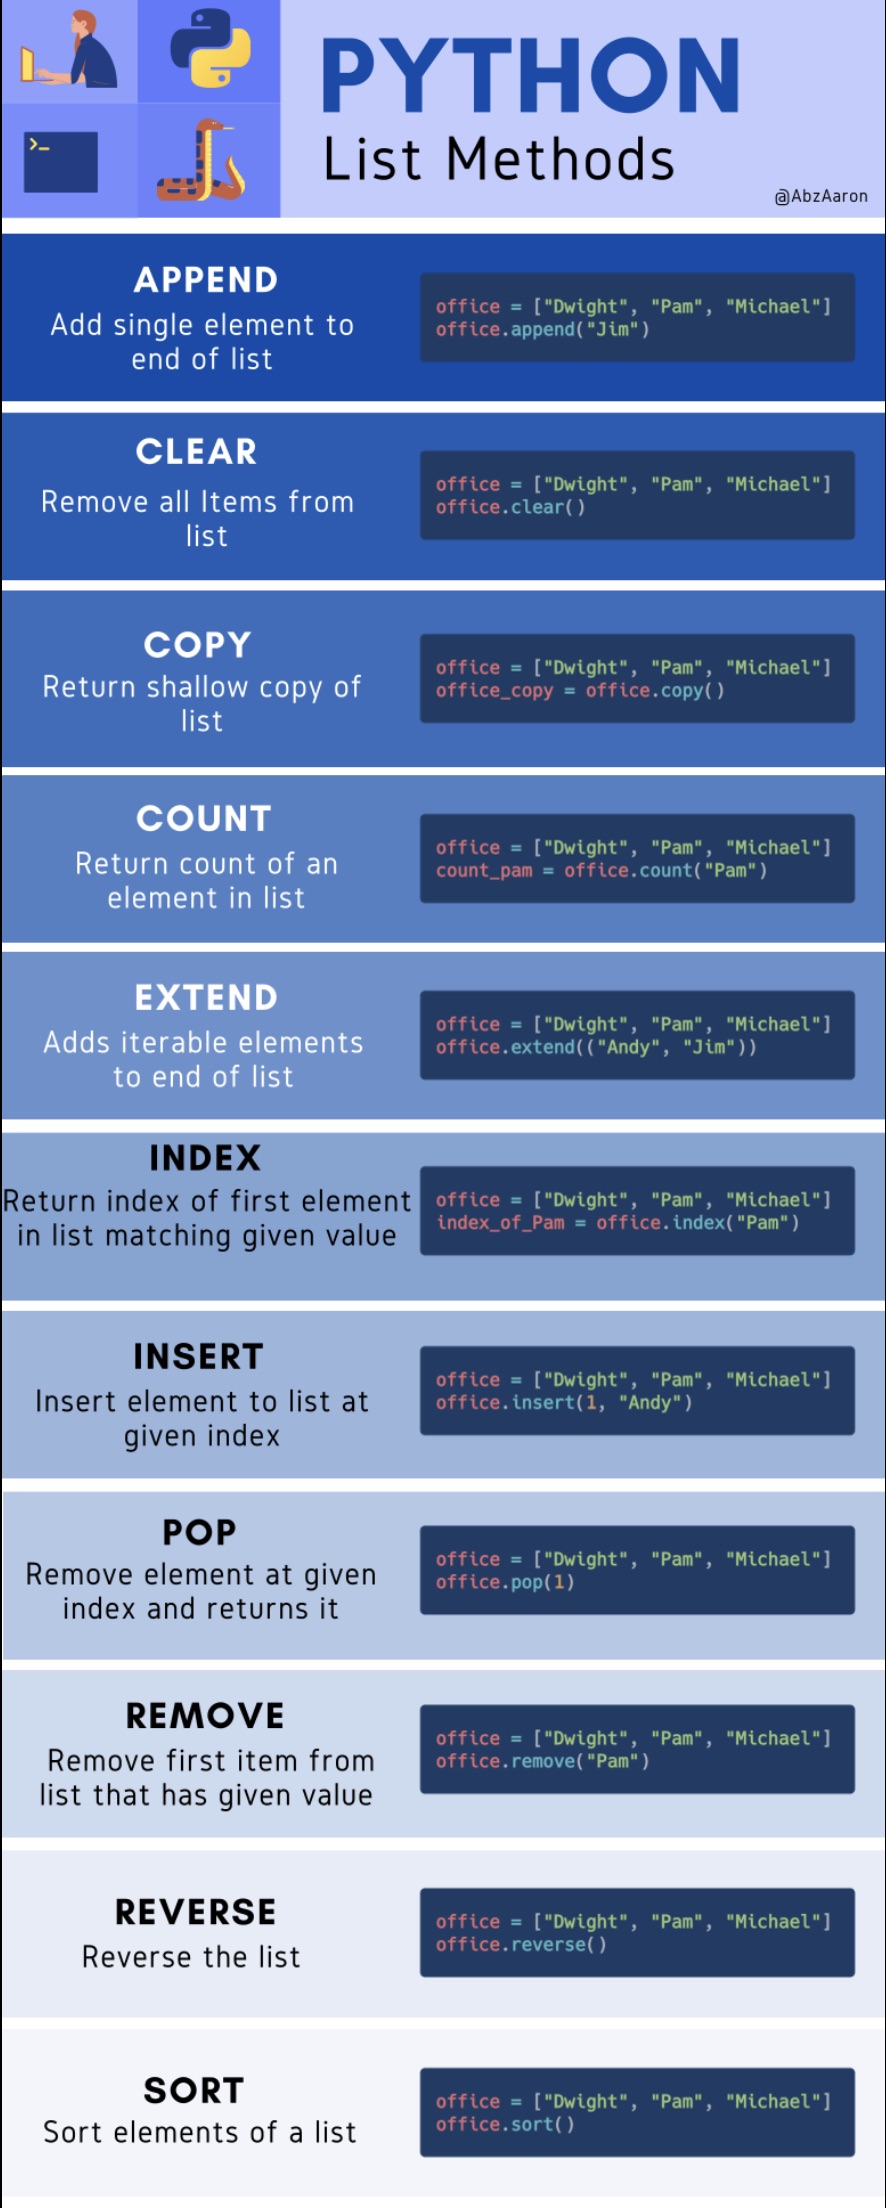 >_
PYTHON
List Methods
@AbzAaron
APPEND
Add single element to
end of list
office = ["Dwight", "Pam", "Michael"]
office.append("Jim")
CLEAR
Remove all Items from
list
office = ["Dwight", "Pam", "Michael"]
office.clear()
COPY
Return shallow copy of
list
office = ["Dwight", "Pam", "Michael"]
office_copy = office.copy()
COUNT
Return count of an
element in list
office = ["Dwight", "Pam", "Michael"]
count_pam = office.count("Pam")
EXTEND
Adds iterable elements
to end of list
office = ["Dwight", "Pam", "Michael"]
office.extend(("Andy", "Jim"))
INDEX
Return index of first element
in list matching given value
office = ["Dwight", "Pam", "Michael"]
index_of_Pam = office.index("Pam")
INSERT
Insert element to list at
given index
office = ["Dwight", "Pam", "Michael"]
office.insert(1, "Andy")
POP
Remove element at given
index and returns it
office = ["Dwight", "Pam", "Michael"]
office.pop(1)
REMOVE
Remove first item from
list that has given value
office = ["Dwight", "Pam", "Michael"]
office.remove("Pam")
REVERSE
Reverse the list
office = ["Dwight", "Pam", "Michael"]
office.reverse()
SORT
Sort elements of a list
office = ["Dwight", "Pam", "Michael"]
office.sort()